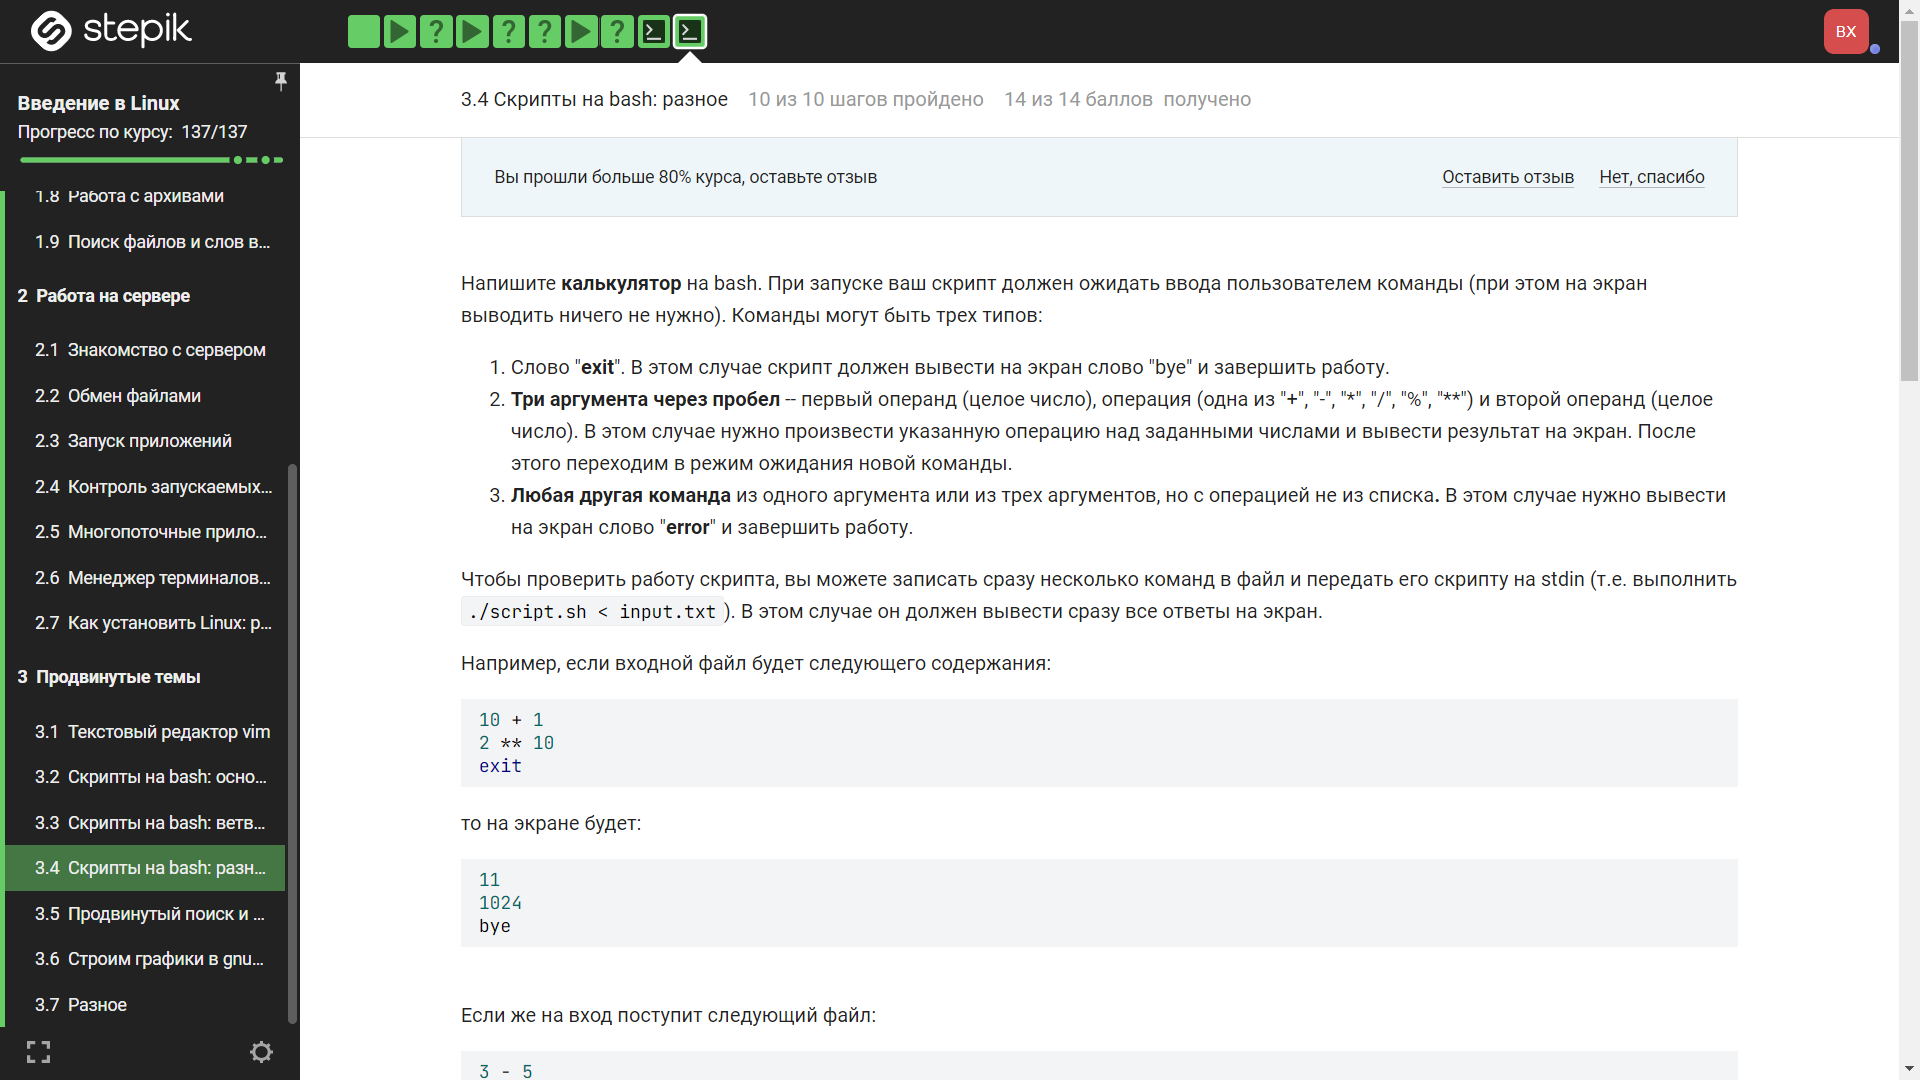 stepik
BX
Введение в Linux
Прогресс по курсу: 137/137
1.8 Работа с архивами
1.9 Поиск файлов и слов в...
2 Работа на сервере
2.1 Знакомство с сервером
2.2 Обмен файлами
2.3 Запуск приложений
2.4 Контроль запускаемых...
2.5 Многопоточные прило...
2.6 Менеджер терминалов...
2.7 Как установить Linux: р...
3 Продвинутые темы
3.1 Текстовый редактор vim
3.2 Скрипты на bash: осно...
3.3 Скрипты на bash: ветв...
3.4 Скрипты на bash: разн...
3.5 Продвинутый поиск и ...
3.6 Строим графики в gnu...
3.7 Разное
3.4 Скрипты на bash: разное 10 из 10 шагов пройдено 14 из 14 баллов получено
Вы прошли больше 80% курса, оставьте отзыв Оставить отзыв Нет, спасибо
Напишите калькулятор на bash. При запуске ваш скрипт должен ожидать ввода пользователем команды (при этом на экран
выводить ничего не нужно). Команды могут быть трех типов:
1. Слово "exit". В этом случае скрипт должен вывести на экран слово "bye" и завершить работу.
2. Три аргумента через пробел -- первый операнд (целое число), операция (одна из "+", "-", "*", "/", "%", "**") и второй операнд (целое
число). В этом случае нужно произвести указанную операцию над заданными числами и вывести результат на экран. После
этого переходим в режим ожидания новой команды.
3. Любая другая команда из одного аргумента или из трех аргументов, но с операцией не из списка. В этом случае нужно вывести
на экран слово "error" и завершить работу.
Чтобы проверить работу скрипта, вы можете записать сразу несколько команд в файл и передать его скрипту на stdin (т.е. выполнить
./script.sh < input.txt ). В этом случае он должен вывести сразу все ответы на экран.
Например, если входной файл будет следующего содержания:
10 + 1
2 ** 10
exit
то на экране будет:
11
1024
bye
Если же на вход поступит следующий файл:
3 - 5